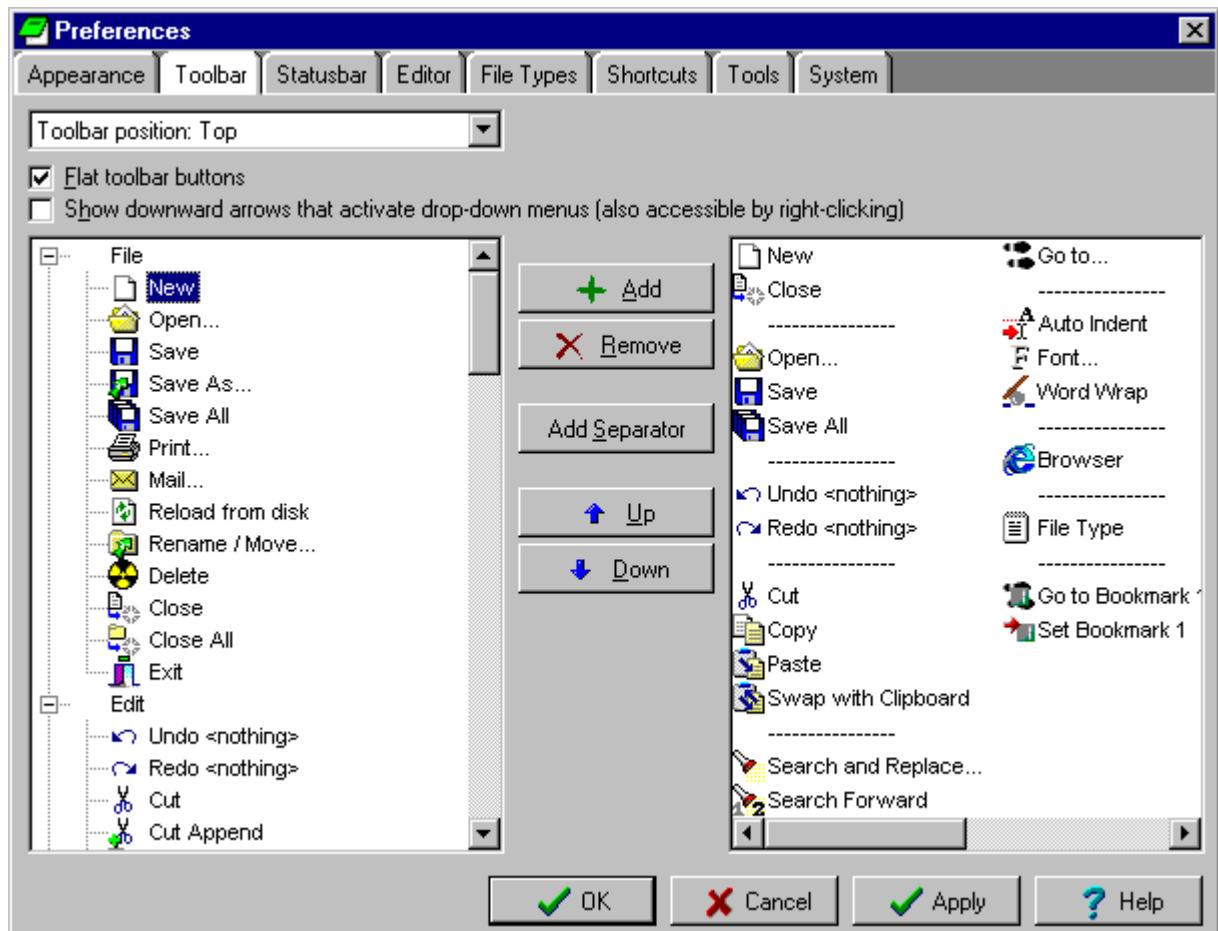 Preferences
Appearance Toolbar Statusbar Editor File Types Shortcuts Tools System
Toolbar position: Top
Flat toolbar buttons
Show downward arrows that activate drop-down menus (also accessible by right-clicking)
File
New
Open...
Save
Save As...
Save All
Print...
Mail...
Reload from disk
Rename / Move...
Delete
Close
Close All
Exit
Edit
Undo <nothing>
Redo <nothing>
Cut
Cut Append
Add
Remove
Add Separator
Up
Down
New
Close
----------------
Open...
Save
Save All
----------------
Undo <nothing>
Redo <nothing>
----------------
Cut
Copy
Paste
Swap with Clipboard
----------------
Search and Replace...
Search Forward
Go to...
----------------
Auto Indent
Font...
Word Wrap
----------------
Browser
----------------
File Type
----------------
Go to Bookmark 1
Set Bookmark 1
OK Cancel Apply Help